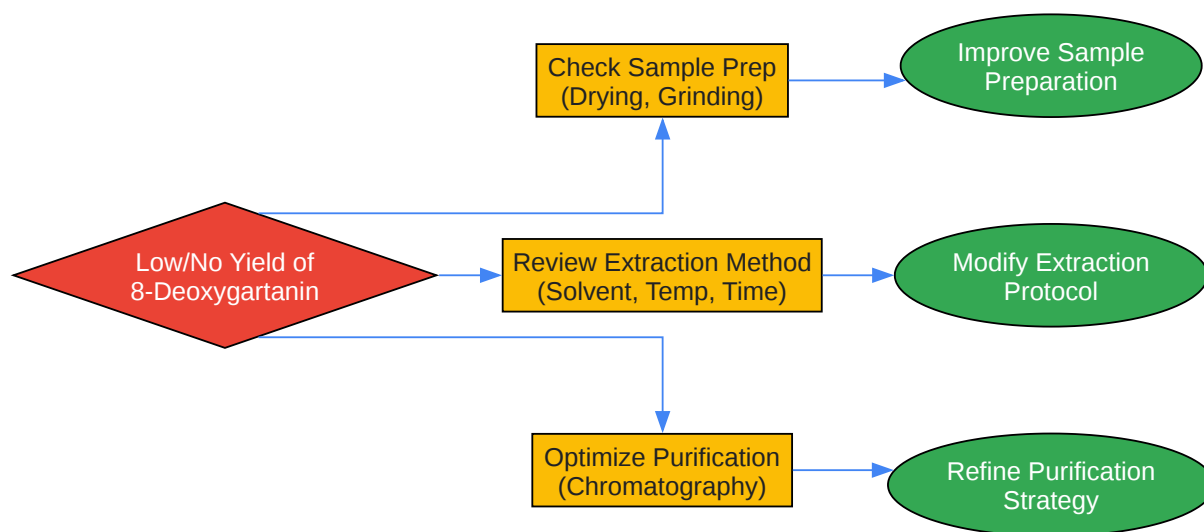 Check Sample Prep
(Drying, Grinding)
Improve Sample
Preparation
Low/No Yield of
8-Deoxygartanin
Review Extraction Method
(Solvent, Temp, Time)
Modify Extraction
Protocol
Optimize Purification
(Chromatography)
Refine Purification
Strategy